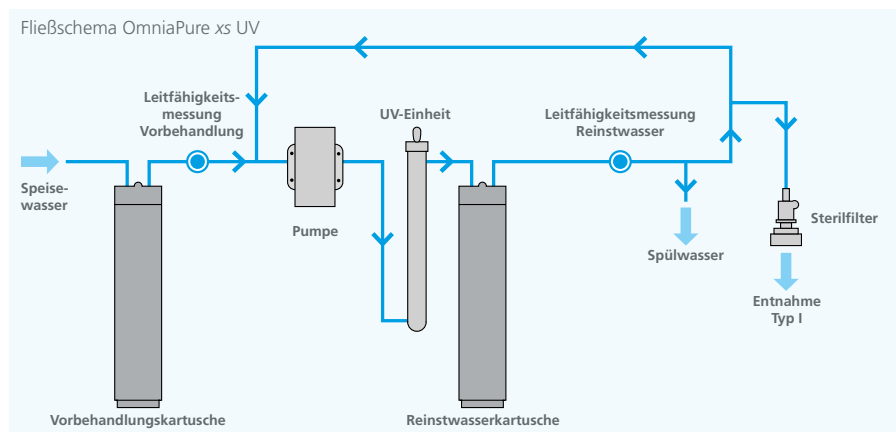 Fließschema OmniaPure xs UV
Leitfähigkeits-
messung
Vorbehandlung
UV-Einheit
Leitfähigkeitsmessung
Reinstwasser
Speise-
wasser
Pumpe
Sterilfilter
Spülwasser
Entnahme
Typ I
Vorbehandlungskartusche
Reinstwasserkartusche